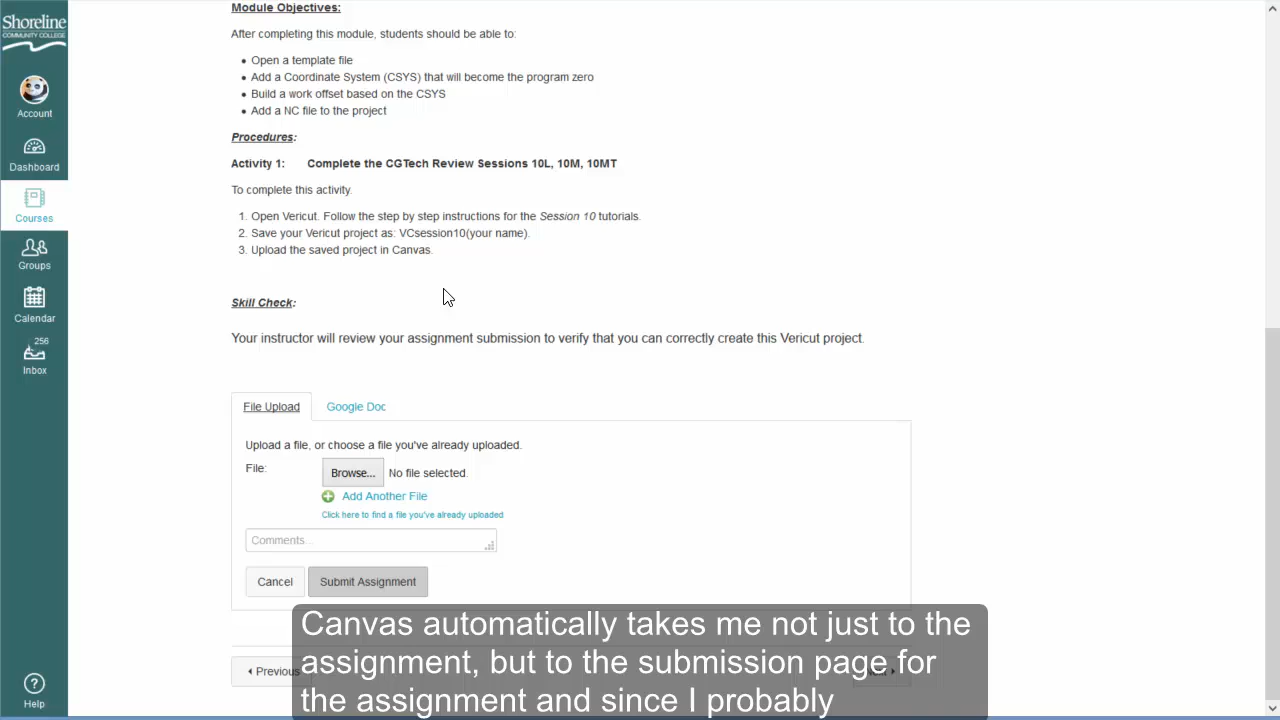 Shoreline
COMMUNITY COLLEGE
Account
Dashboard
Courses
Groups
Calendar
256
Inbox
Help
Module Objectives:
After completing this module, students should be able to:
• Open a template file
• Add a Coordinate System (CSYS) that will become the program zero
• Build a work offset based on the CSYS
• Add a NC file to the project
Procedures:
Activity 1: Complete the CGTech Review Sessions 10L, 10M, 10MT
To complete this activity.
1. Open Vericut. Follow the step by step instructions for the Session 10 tutorials.
2. Save your Vericut project as: VCsession10(your name).
3. Upload the saved project in Canvas.
Skill Check:
Your instructor will review your assignment submission to verify that you can correctly create this Vericut project.
File Upload Google Doc
Upload a file, or choose a file you've already uploaded.
File: Browse... No file selected.
Add Another File
Click here to find a file you've already uploaded
Comments...
Cancel Submit Assignment
Previous
Canvas automatically takes me not just to the
assignment, but to the submission page for
the assignment and since I probably